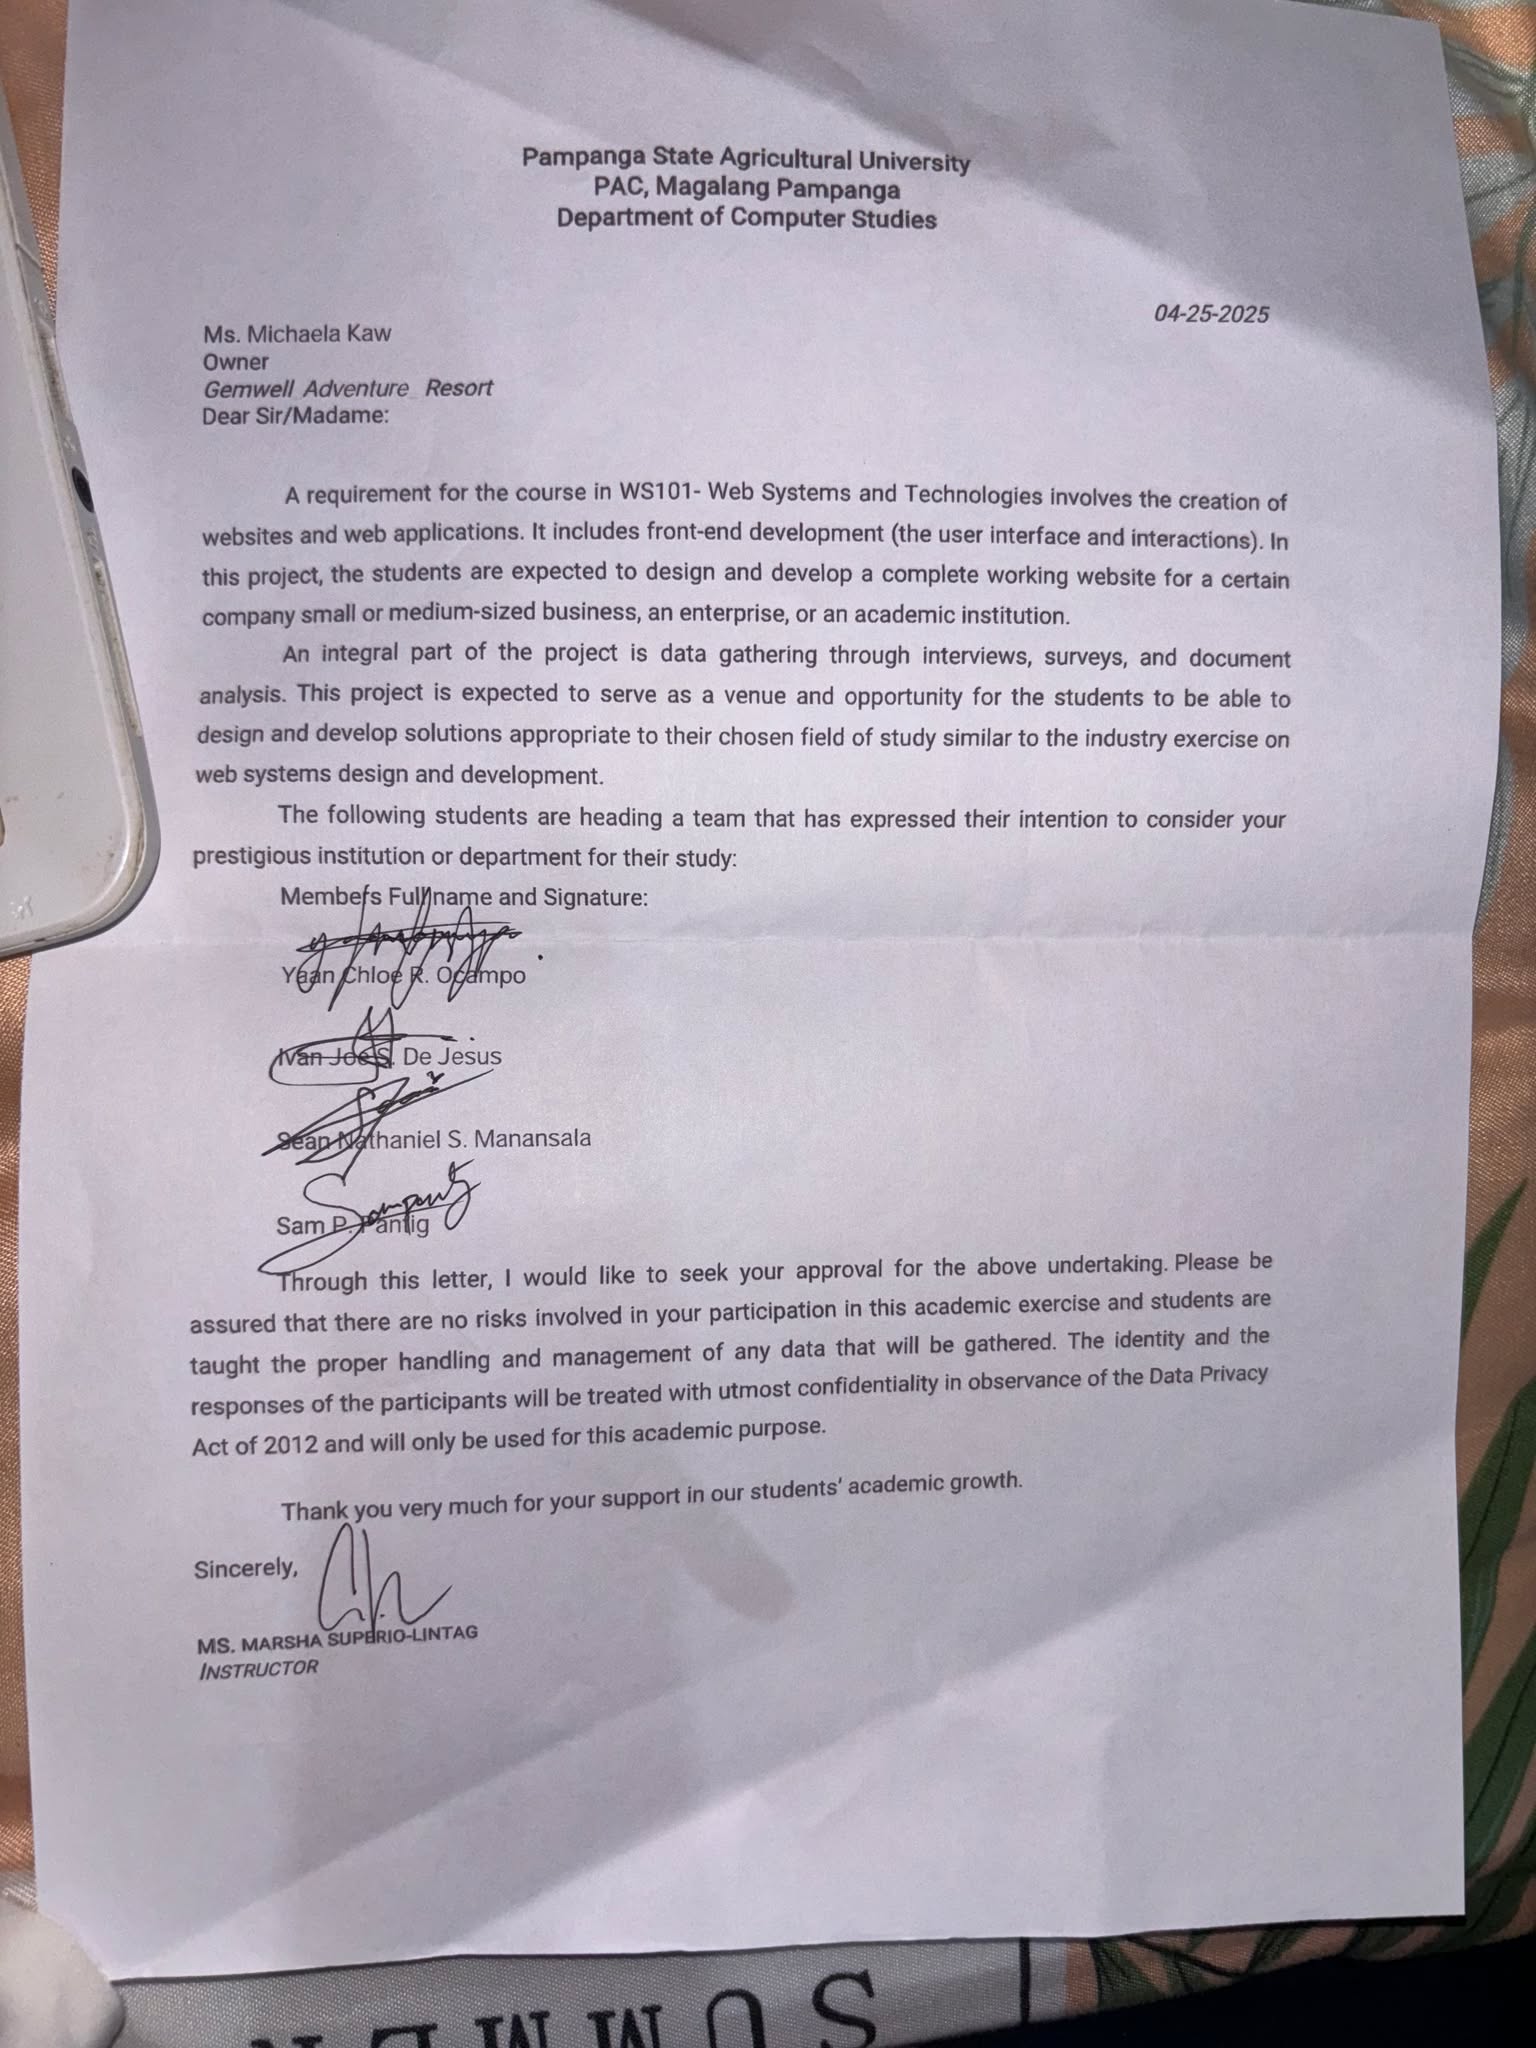 Pampanga State Agricultural University
PAC, Magalang Pampanga
Department of Computer Studies
04-25-2025
Ms. Michaela Kaw
Owner
Gemwell Adventure Resort
Dear Sir/Madame:
A requirement for the course in WS101- Web Systems and Technologies involves the creation of
websites and web applications. It includes front-end development (the user interface and interactions). In
this project, the students are expected to design and develop a complete working website for a certain
company small or medium-sized business, an enterprise, or an academic institution.
An integral part of the project is data gathering through interviews, surveys, and document
analysis. This project is expected to serve as a venue and opportunity for the students to be able to
design and develop solutions appropriate to their chosen field of study similar to the industry exercise on
web systems design and development.
The following students are heading a team that has expressed their intention to consider your
prestigious institution or department for their study:
Members Full name and Signature:
Yean Chloe R. Ocampo
Ivan Joe S. De Jesus
Sean Nathaniel S. Manansala
Sam P. Pantig
Through this letter, I would like to seek your approval for the above undertaking. Please be
assured that there are no risks involved in your participation in this academic exercise and students are
taught the proper handling and management of any data that will be gathered. The identity and the
responses of the participants will be treated with utmost confidentiality in observance of the Data Privacy
Act of 2012 and will only be used for this academic purpose.
Thank you very much for your support in our students' academic growth.
Sincerely,
MS. MARSHA SUPERIO-LINTAG
INSTRUCTOR